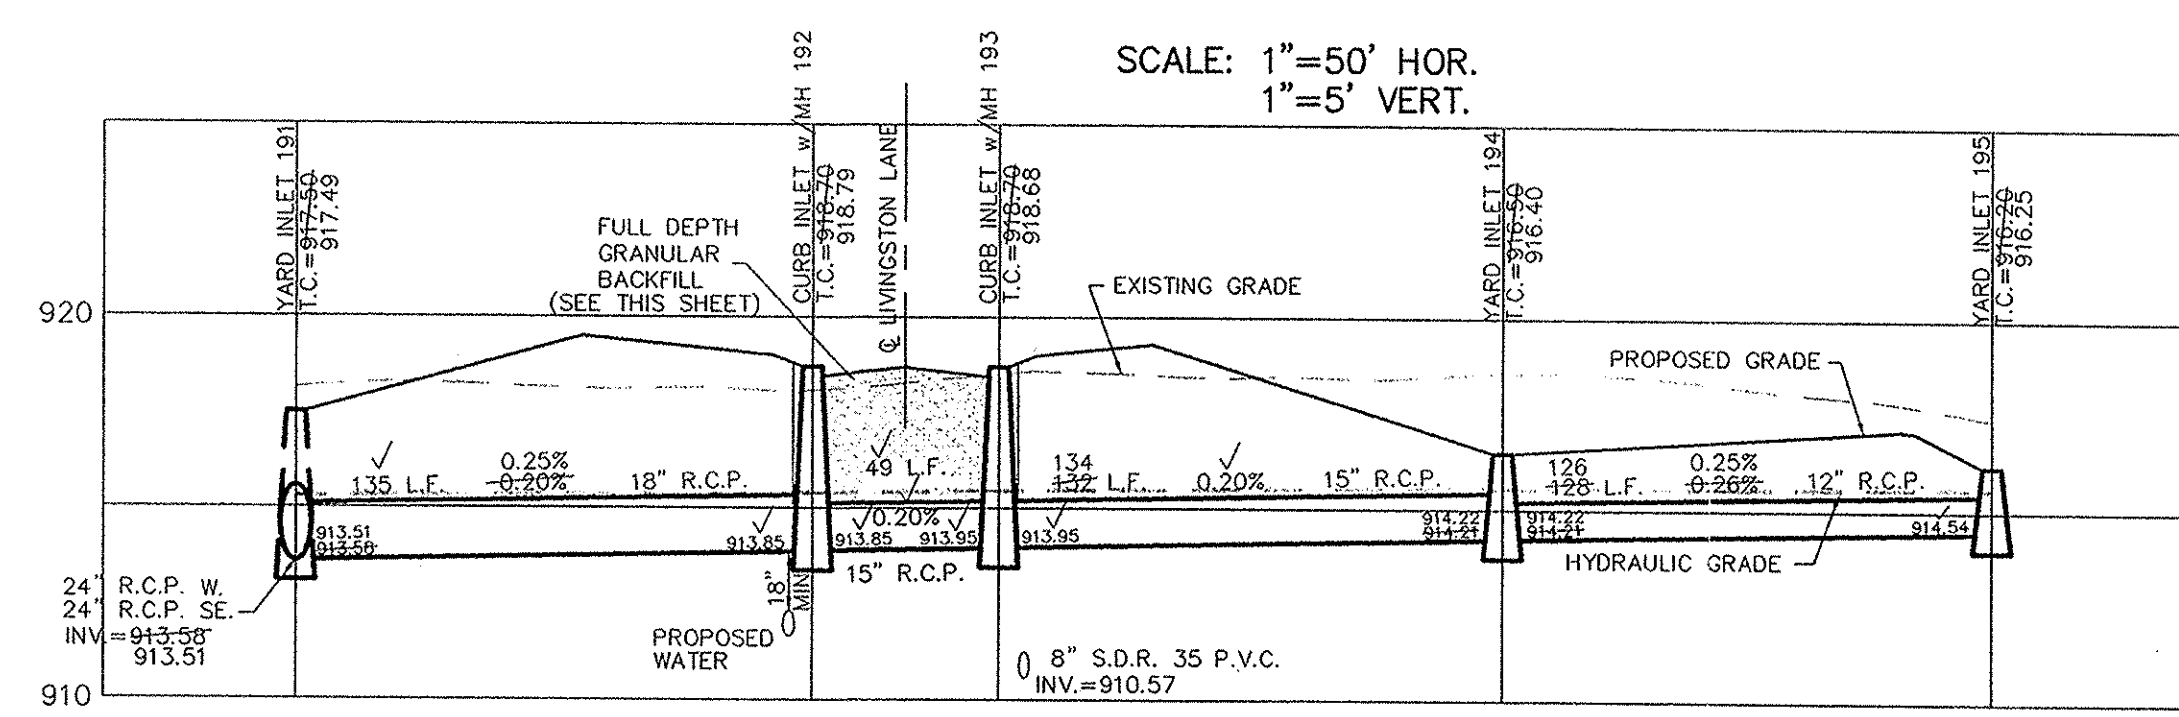 SCALE: 1"=50' HOR.
1"=5' VERT.
YARD INLET 191
T.C.=917.50
917.49
CURB INLET w/MH 192
T.C.=918.70
918.79
℄ LIVINGSTON LANE
CURB INLET w/MH 193
T.C.=918.70
918.68
YARD INLET 194
T.C.=916.50
916.40
YARD INLET 195
T.C.=916.20
916.25
FULL DEPTH
GRANULAR
BACKFILL
(SEE THIS SHEET)
EXISTING GRADE
PROPOSED GRADE
920
135 L.F.
0.25%
0.20%
18" R.C.P.
49 L.F.
0.20%
15" R.C.P.
134
132 L.F.
0.20%
15" R.C.P.
126
128 L.F.
0.25%
0.26%
12" R.C.P.
913.51
913.58
913.85
913.85
913.95
913.95
914.22
914.21
914.22
914.21
914.54
HYDRAULIC GRADE
24" R.C.P. W.
24" R.C.P. SE.
INV.=913.58
913.51
18"
MIN
PROPOSED
WATER
8" S.D.R. 35 P.V.C.
INV.=910.57
910